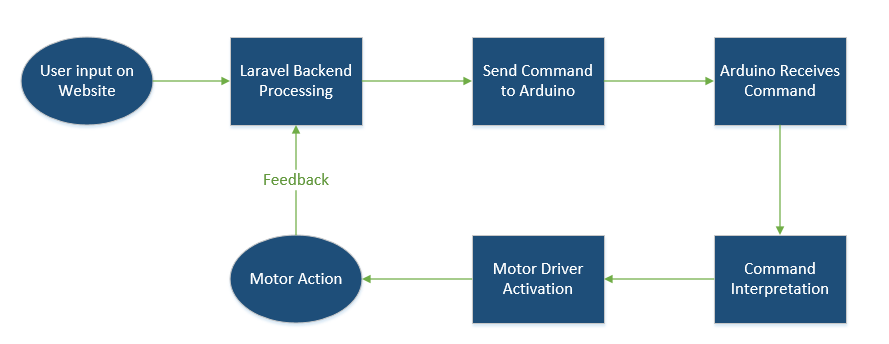 User input on
Website
Laravel Backend
Processing
Send Command
to Arduino
Arduino Receives
Command
Feedback
Motor Action
Motor Driver
Activation
Command
Interpretation